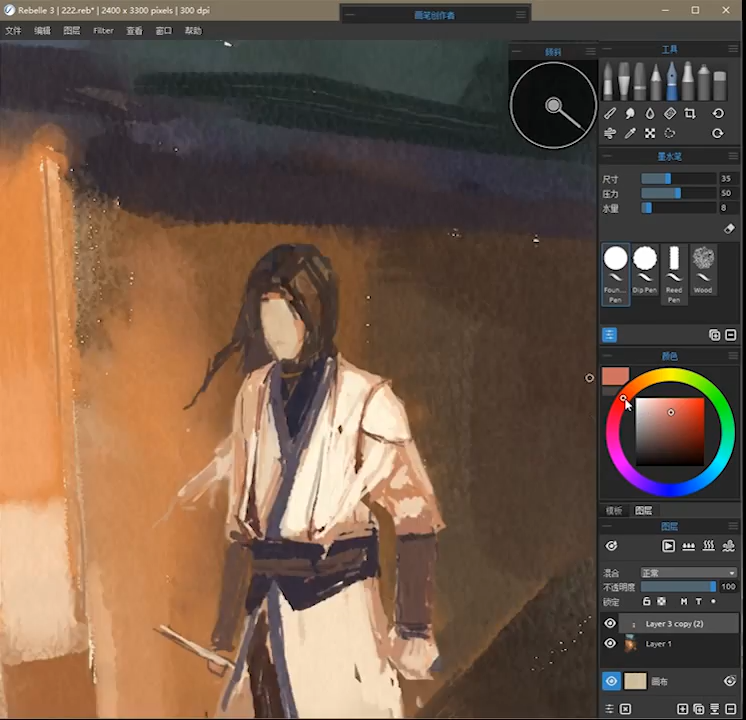 Rebelle 3 | 222.reb* | 2400 x 3300 pixels | 300 dpi
画笔创作者
文件 编辑 图层 Filter 查看 窗口 帮助
倾斜
工具
墨水笔
尺寸 35
压力 50
水量 8
Foun... Pen
Dip Pen
Reed Pen
Wood
颜色
模板 图层
图层
混合 正常
不透明度 100
锁定 M T
Layer 3 copy (2)
Layer 1
画布